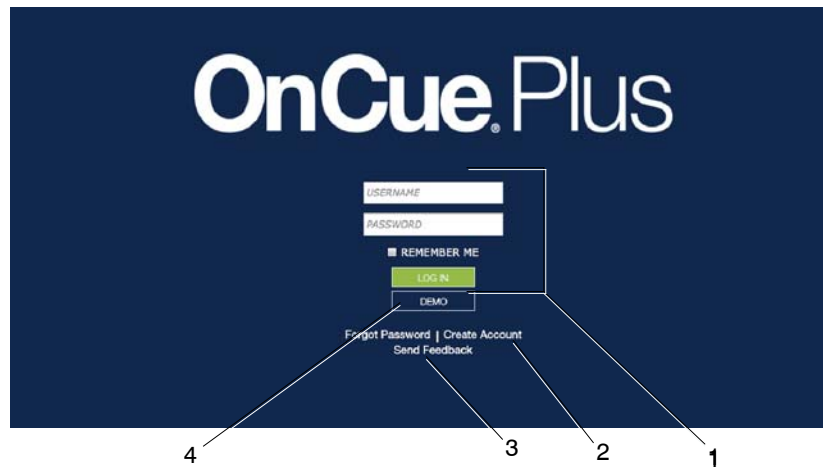 OnCue® Plus
USERNAME
PASSWORD
REMEMBER ME
LOG IN
DEMO
Forgot Password | Create Account
Send Feedback
4
3
2
1